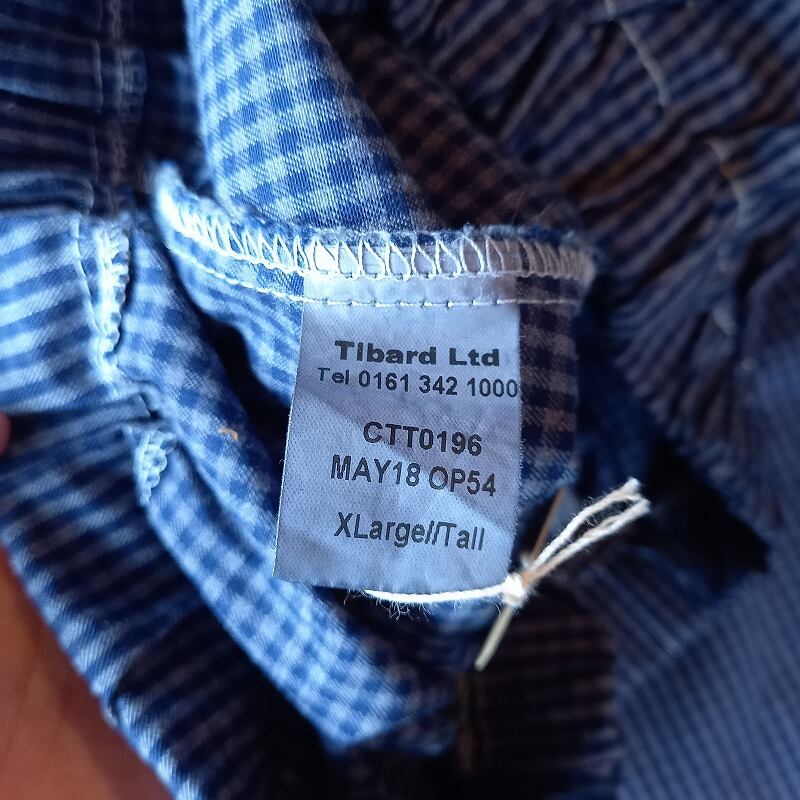 Tibard Ltd
Tel 0161 342 1000
CTT0196
MAY18 OP54
XLarge//Tall